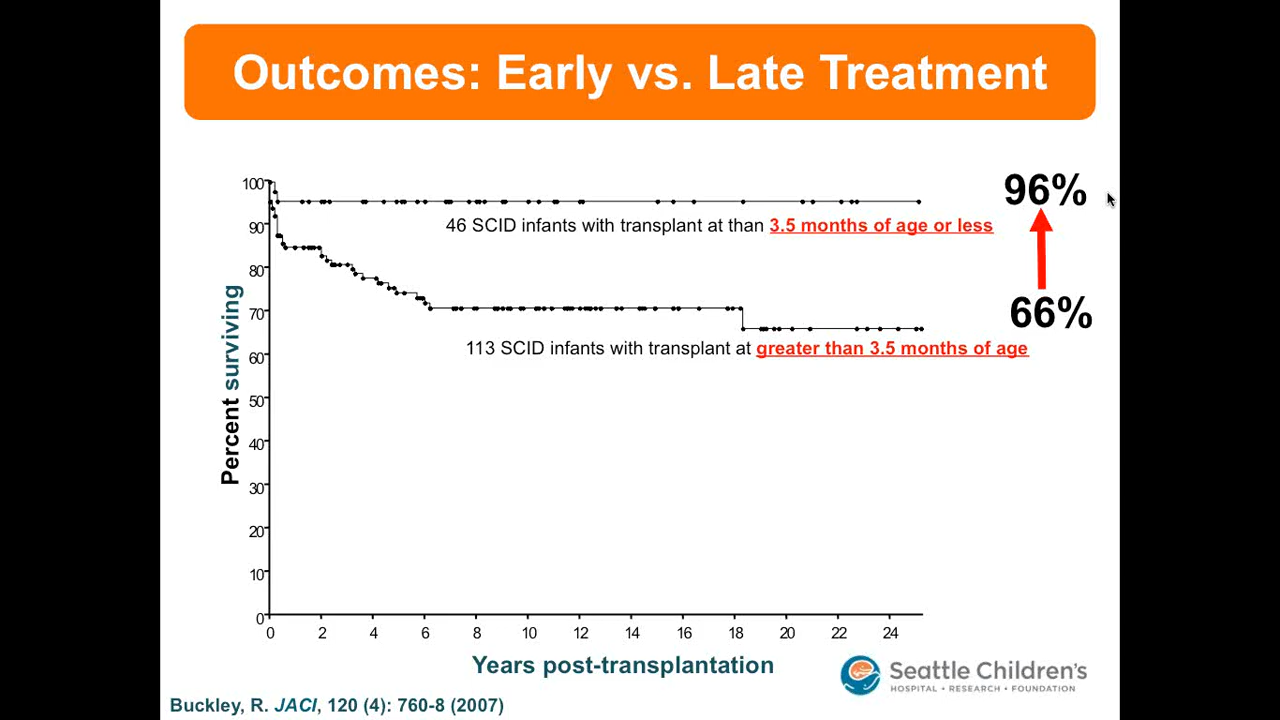 Outcomes: Early vs. Late Treatment
100
90
80
70
60
50
40
30
20
10
0
Percent surviving
96%
46 SCID infants with transplant at than 3.5 months of age or less
66%
113 SCID infants with transplant at greater than 3.5 months of age
0 2 4 6 8 10 12 14 16 18 20 22 24
Years post-transplantation
Seattle Children's
HOSPITAL • RESEARCH • FOUNDATION
Buckley, R. JACI, 120 (4): 760-8 (2007)